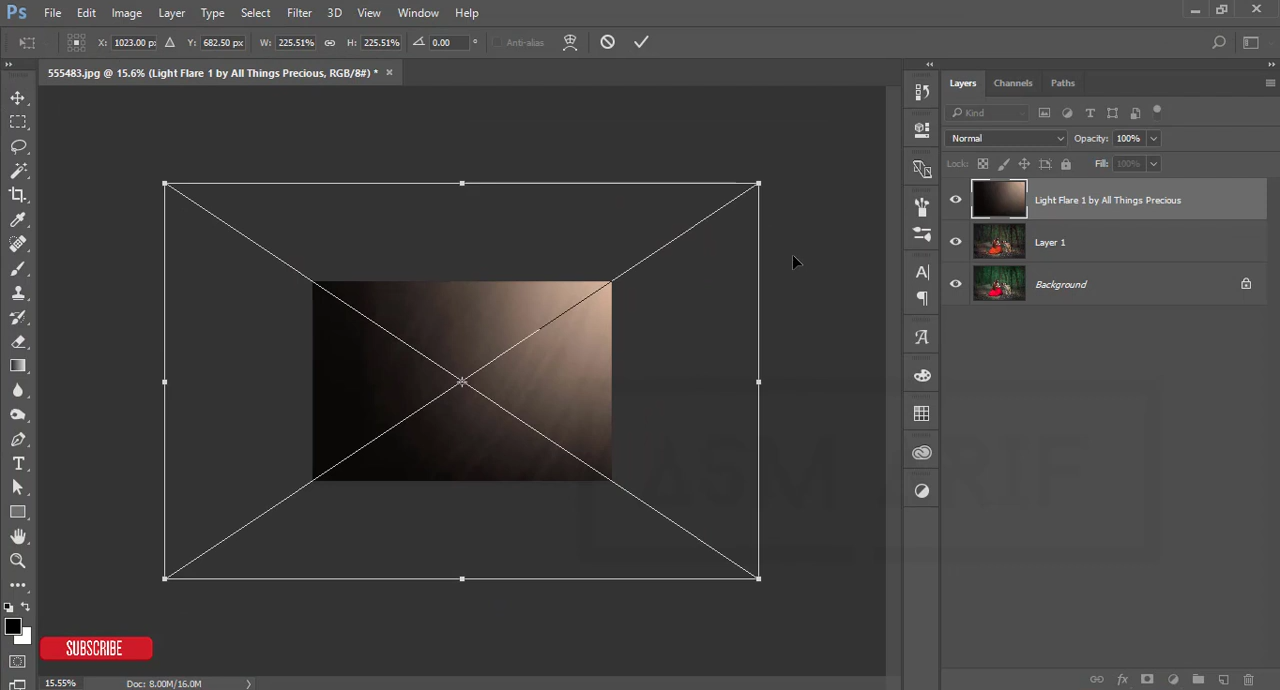 Ps File Edit Image Layer Type Select Filter 3D View Window Help
X: 1023.00 px Y: 682.50 px W: 225.51% H: 225.51% 0.00 ° Anti-alias
555483.jpg @ 15.6% (Light Flare 1 by All Things Precious, RGB/8#) * ×
Layers Channels Paths
Kind
Normal Opacity: 100%
Lock: Fill: 100%
Light Flare 1 by All Things Precious
Layer 1
Background
ASM ARIF
SUBSCRIBE
15.55% Doc: 8.00M/16.0M